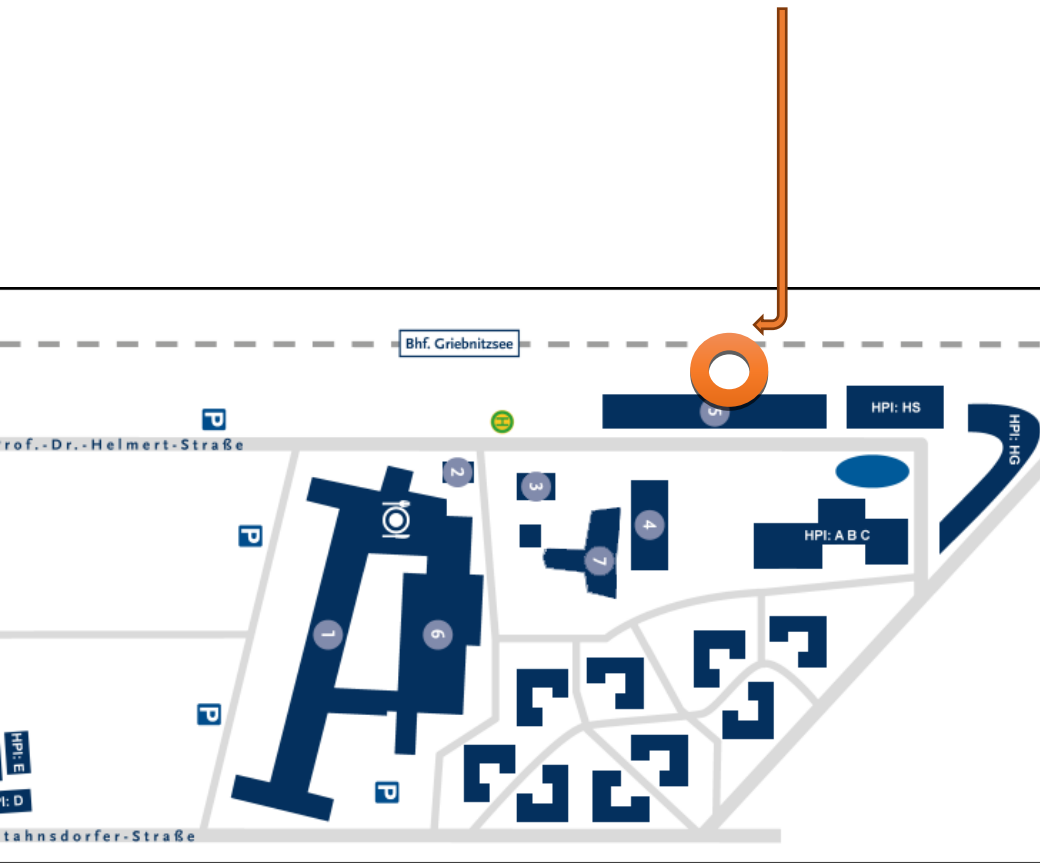 Bhf. Griebnitzsee
P
H
5
HPI: HS
HPI: HG
rof.-Dr.-Helmert-Straße
2
3
4
P
HPI: A B C
7
1
6
P
HPI: E
PI: D
P
tahnsdorfer-Straße